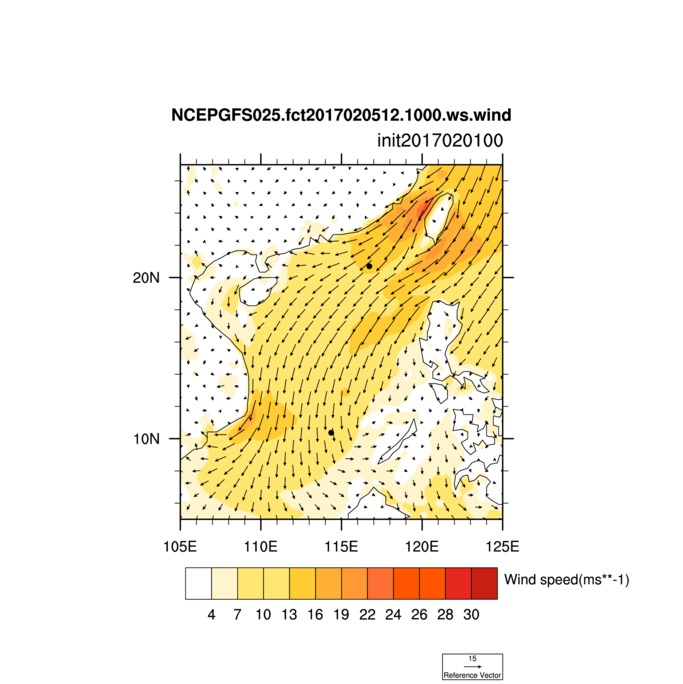 NCEPGFS025.fct2017020512.1000.ws.wind
init2017020100
20N
10N
105E 110E 115E 120E 125E
Wind speed(ms**-1)
4 7 10 13 16 19 22 24 26 28 30
15
Reference Vector